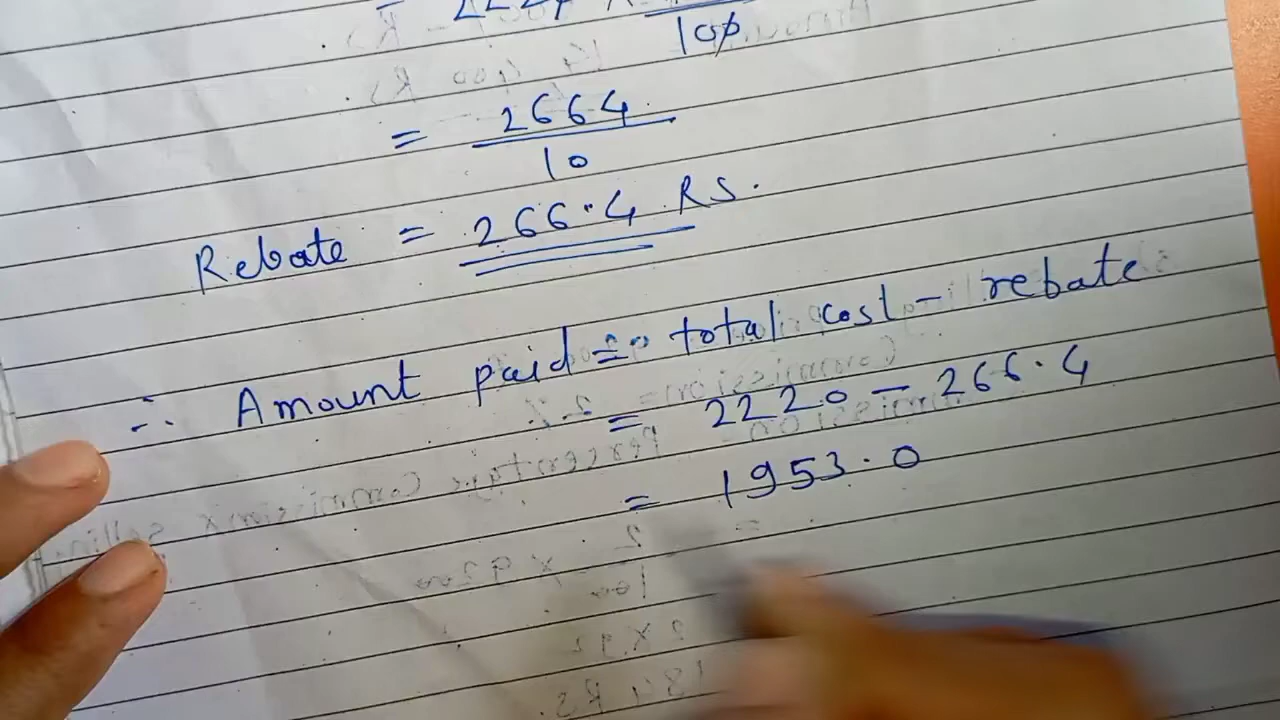 100
= 2664
10
Rebate = 266.4 RS.
∴ Amount paid = total cost - rebate
= 2220 - 266.4
= 1953.0